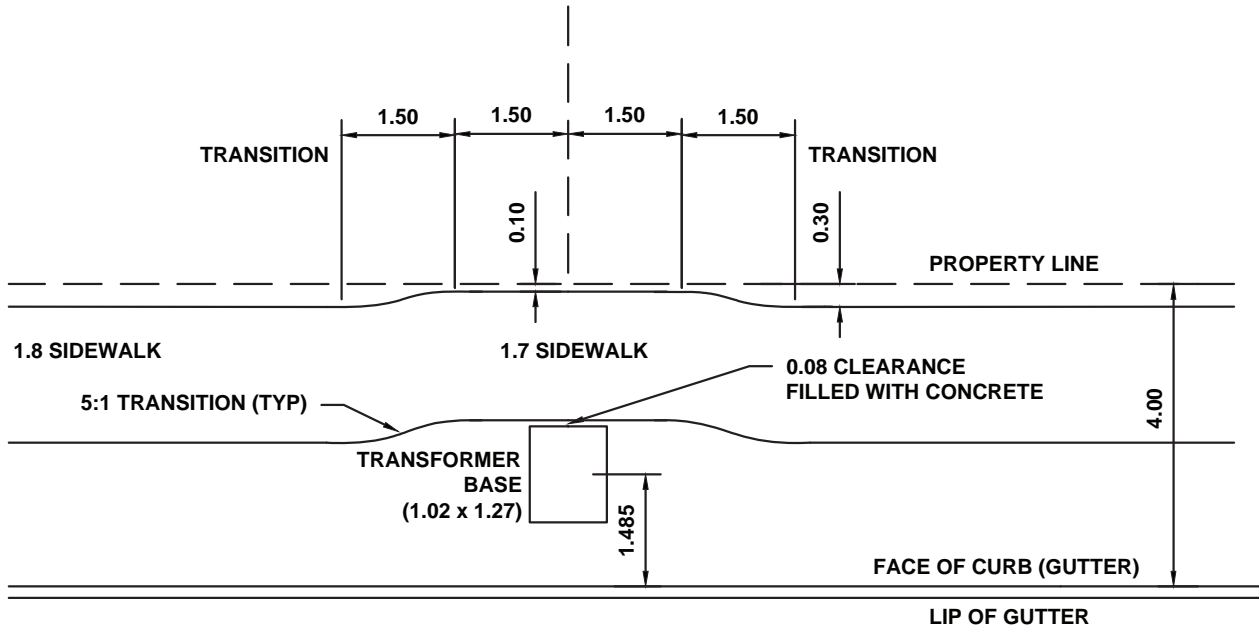 1.50
1.50
1.50
1.50
TRANSITION
TRANSITION
0.10
0.30
PROPERTY LINE
1.8 SIDEWALK
1.7 SIDEWALK
0.08 CLEARANCE
FILLED WITH CONCRETE
5:1 TRANSITION (TYP)
4.00
TRANSFORMER
BASE
(1.02 x 1.27)
1.485
FACE OF CURB (GUTTER)
LIP OF GUTTER